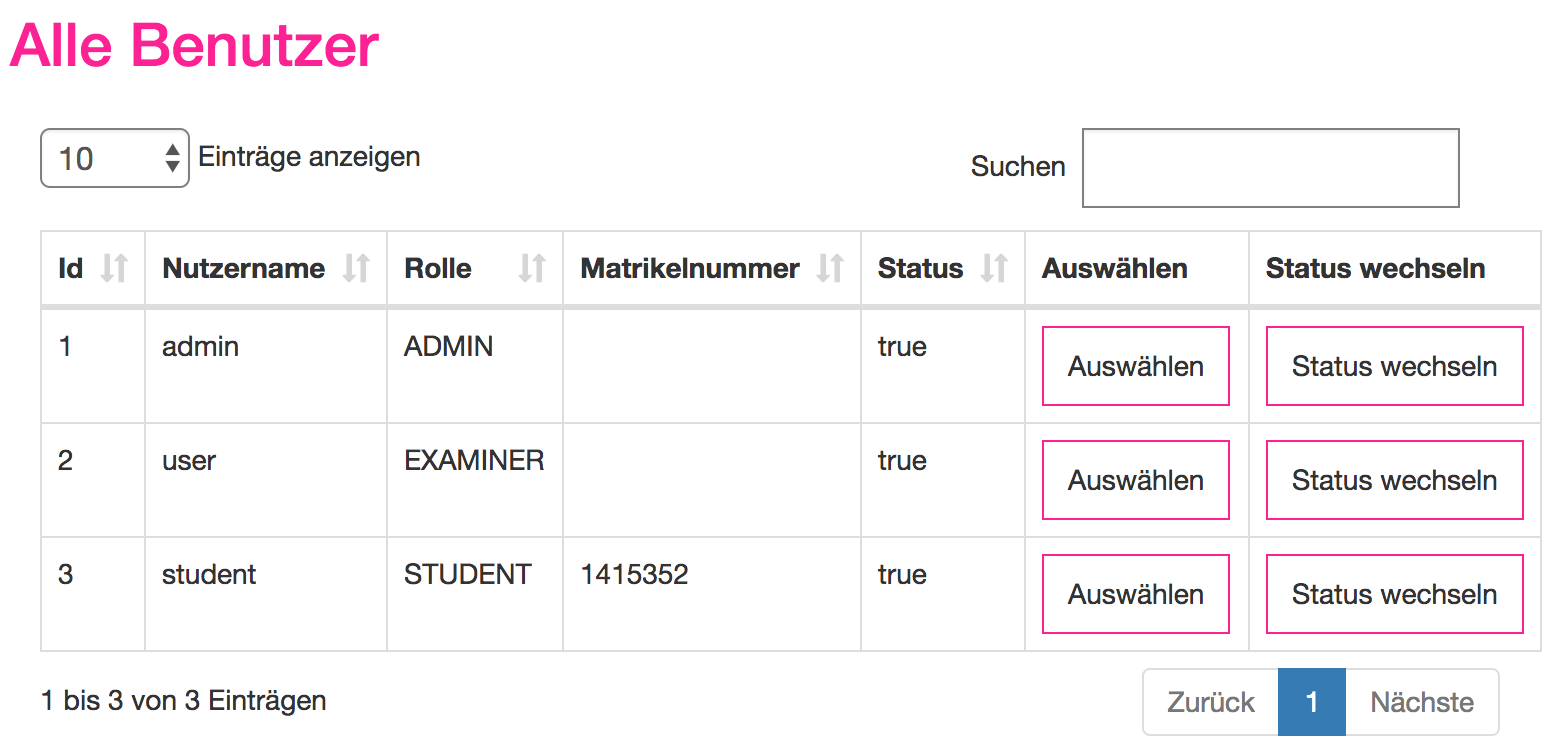 Alle Benutzer
10 Einträge anzeigen Suchen
Id Nutzername Rolle Matrikelnummer Status Auswählen Status wechseln
1 admin ADMIN true Auswählen Status wechseln
2 user EXAMINER true Auswählen Status wechseln
3 student STUDENT 1415352 true Auswählen Status wechseln
1 bis 3 von 3 Einträgen Zurück 1 Nächste